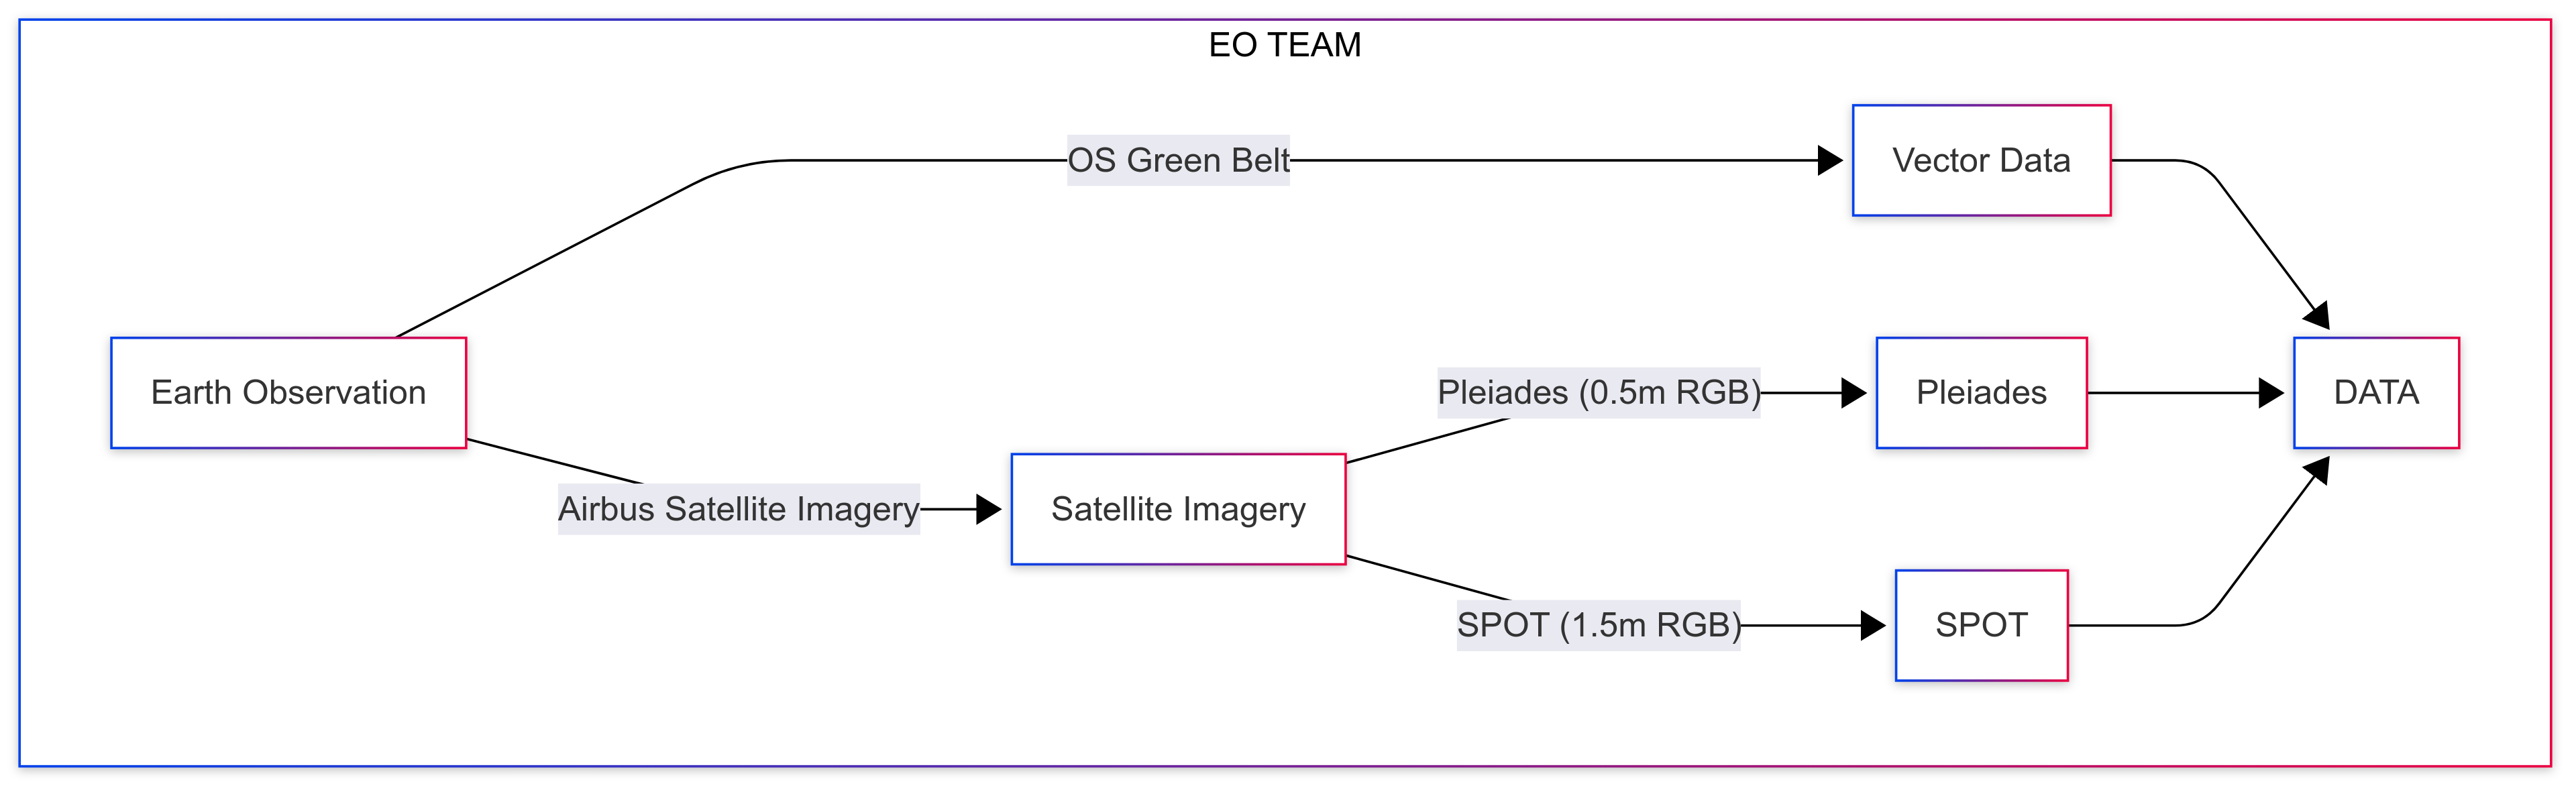 EO TEAM
OS Green Belt
Vector Data
Earth Observation
Airbus Satellite Imagery
Satellite Imagery
Pleiades (0.5m RGB)
Pleiades
DATA
SPOT (1.5m RGB)
SPOT